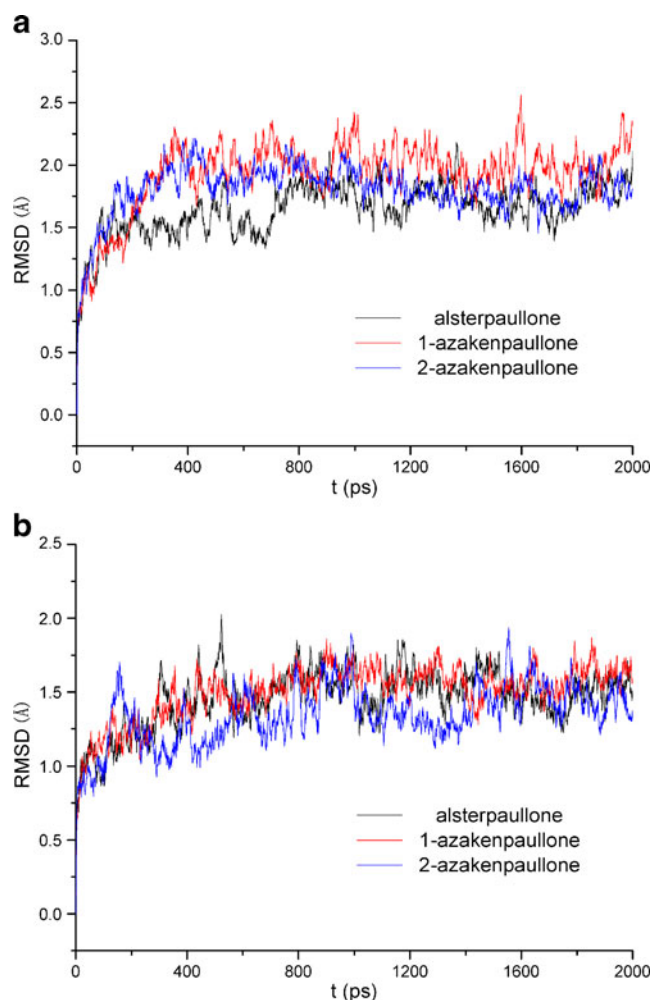 a
3.0
2.5
2.0
1.5
1.0
0.5
0.0
RMSD (Å)
alsterpaullone
1-azakenpaullone
2-azakenpaullone
0 400 800 1200 1600 2000
t (ps)
b
2.5
2.0
1.5
1.0
0.5
0.0
RMSD (Å)
alsterpaullone
1-azakenpaullone
2-azakenpaullone
0 400 800 1200 1600 2000
t (ps)